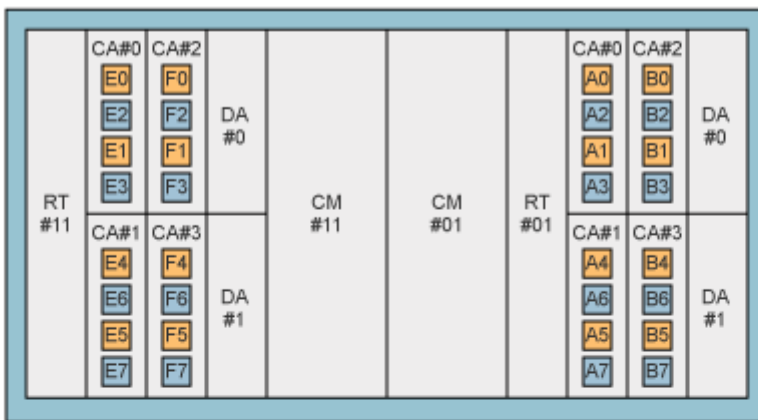 CA#0 CA#2 CA#0 CA#2
E0 F0 A0 B0
E2 F2 DA #0 A2 B2 DA #0
E1 F1 A1 B1
E3 F3 A3 B3
RT #11 CM #11 CM #01 RT #01
CA#1 CA#3 CA#1 CA#3
E4 F4 A4 B4
E6 F6 DA #1 A6 B6 DA #1
E5 F5 A5 B5
E7 F7 A7 B7